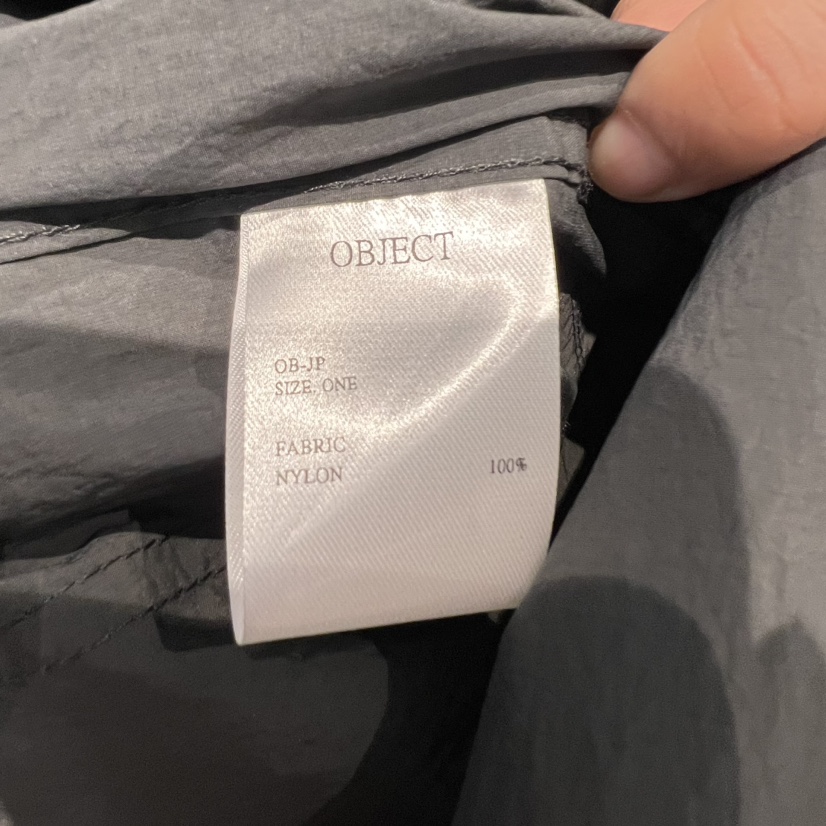 OBJECT
OB-JP
SIZE, ONE
FABRIC
NYLON 100%